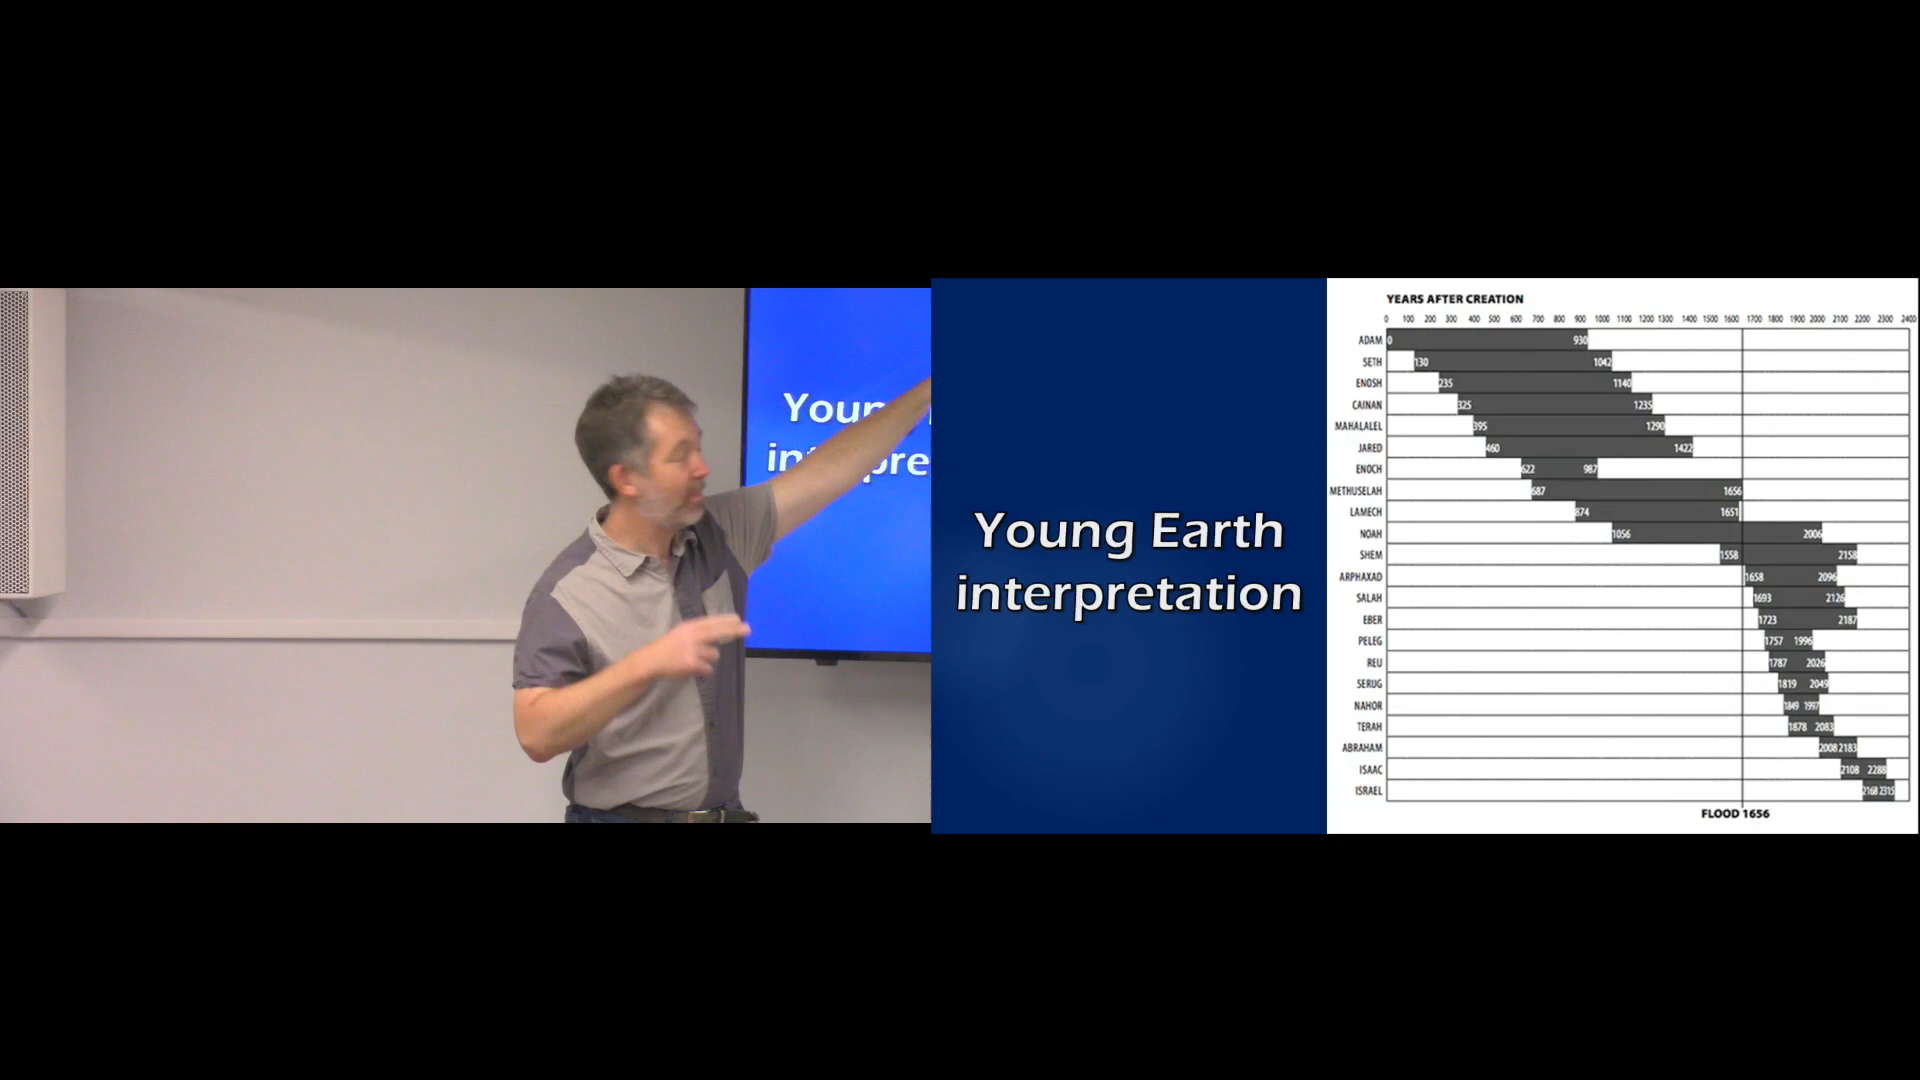 Young
inte pre
Young Earth
interpretation
YEARS AFTER CREATION
0 100 200 300 400 500 600 700 800 900 1000 1100 1200 1300 1400 1500 1600 1700 1800 1900 2000 2100 2200 2300 2400
ADAM 0 930
SETH 130 1042
ENOSH 235 1140
CAINAN 325 1235
MAHALALEL 395 1290
JARED 460 1422
ENOCH 622 987
METHUSELAH 687 1656
LAMECH 874 1651
NOAH 1056 2006
SHEM 1558 2158
ARPHAXAD 1658 2096
SALAH 1693 2126
EBER 1723 2187
PELEG 1757 1996
REU 1787 2026
SERUG 1819 2049
NAHOR 1849 1997
TERAH 1878 2083
ABRAHAM 2008 2183
ISAAC 2108 2288
ISRAEL 2168 2315
FLOOD 1656